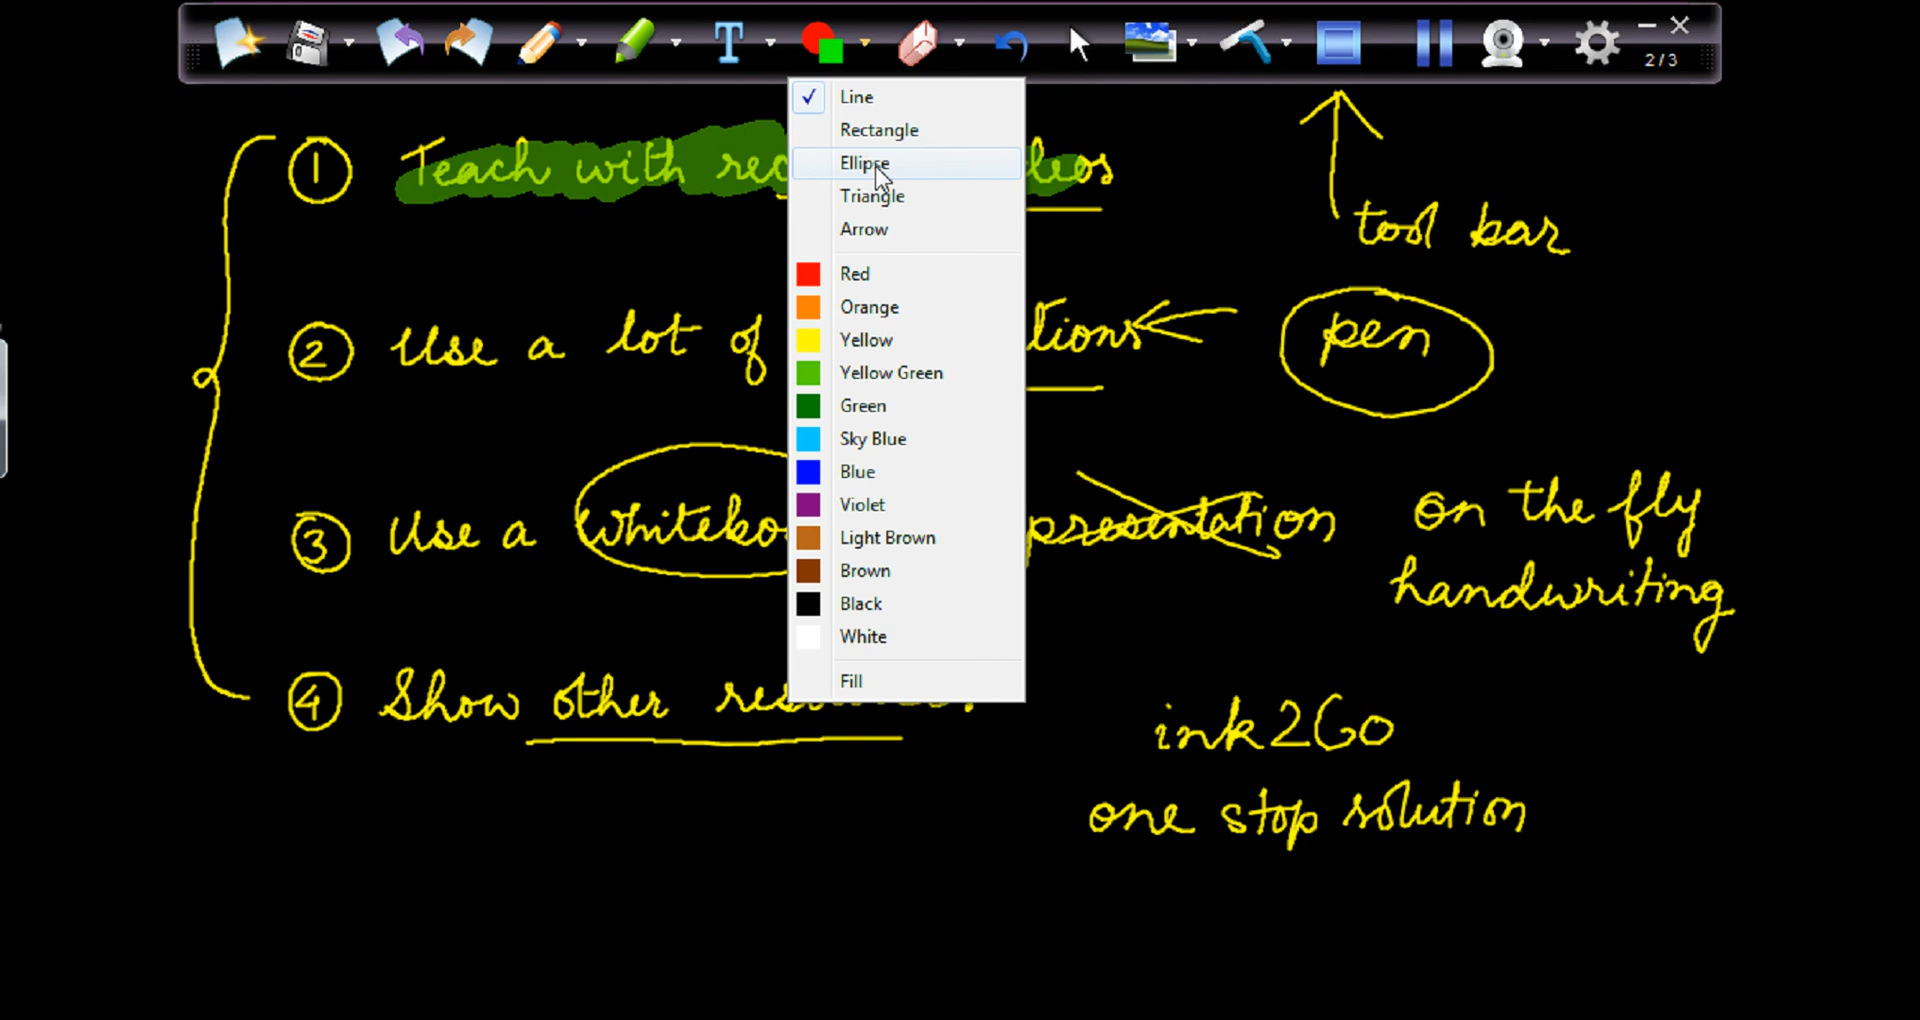 2/3
Line
Rectangle
Ellipse
Triangle
Arrow
Red
Orange
Yellow
Yellow Green
Green
Sky Blue
Blue
Violet
Light Brown
Brown
Black
White
Fill
1 Teach with
tool bar
2 Use a lot of
pen
3 Use a presentation
on the fly
handwriting
4 Show other
ink2Go
one stop solution